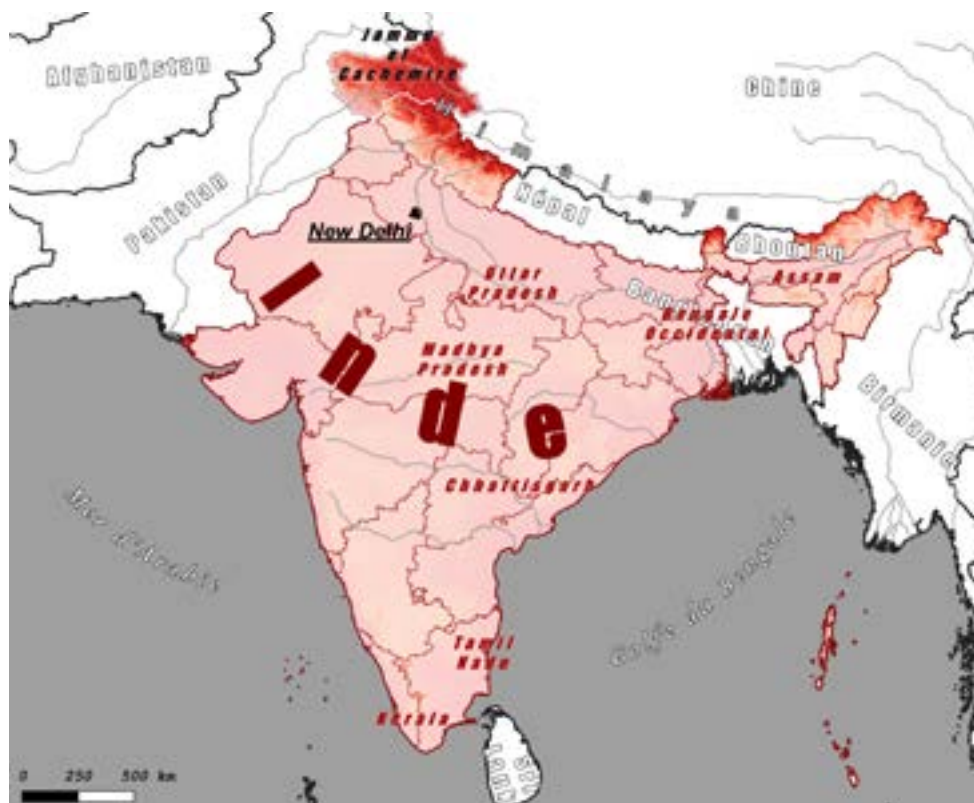 Jammu
et
Cachemire
Afghanistan
Chine
Himalaya
Pakistan
Népal
New Delhi
Bhoutan
Assam
Uttar
Pradesh
Bengale
Occidental
Madhya
Pradesh
Inde
Birmanie
Chhattisgarh
Mer d'Arabie
Golfe du Bengale
Tamil
Nadu
Kerala
Sri
0 250 500 km